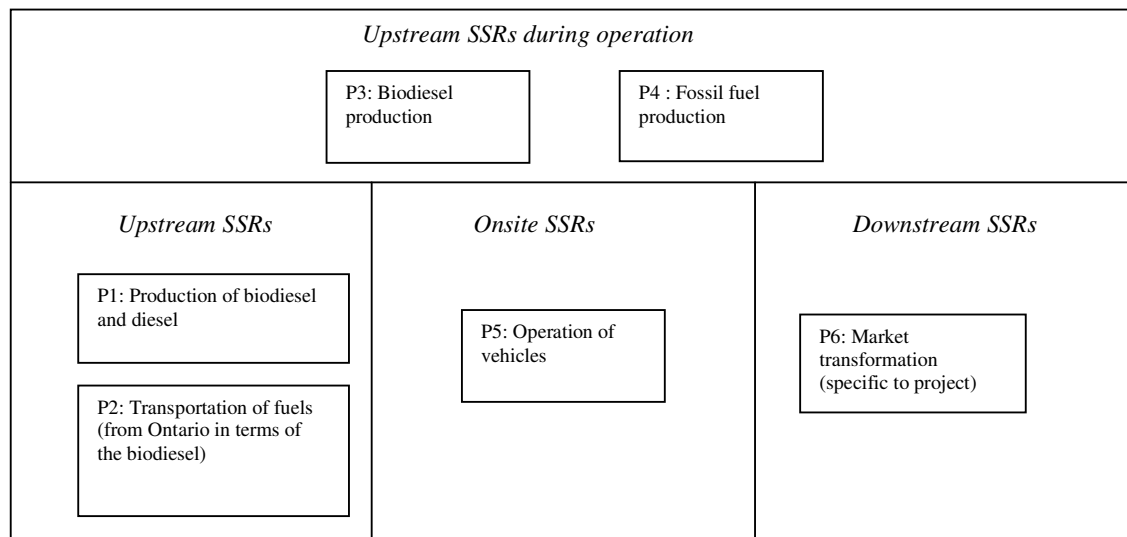 Upstream SSRs during operation
P3: Biodiesel
production
P4 : Fossil fuel
production
Upstream SSRs
P1: Production of biodiesel
and diesel
P2: Transportation of fuels
(from Ontario in terms of
the biodiesel)
Onsite SSRs
P5: Operation of
vehicles
Downstream SSRs
P6: Market
transformation
(specific to project)